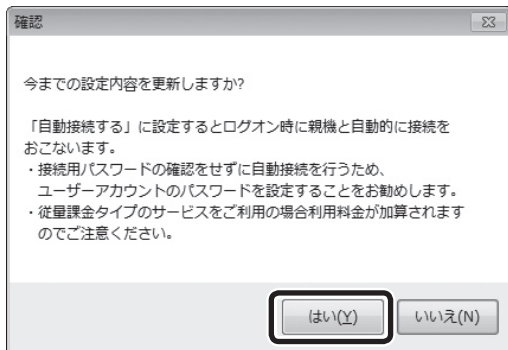 確認
今までの設定内容を更新しますか?
「自動接続する」に設定するとログオン時に親機と自動的に接続を
おこないます。
・接続用パスワードの確認をせずに自動接続を行うため、
ユーザーアカウントのパスワードを設定することをお勧めします。
・従量課金タイプのサービスをご利用の場合利用料金が加算されます
のでご注意ください。
はい(Y)
いいえ(N)